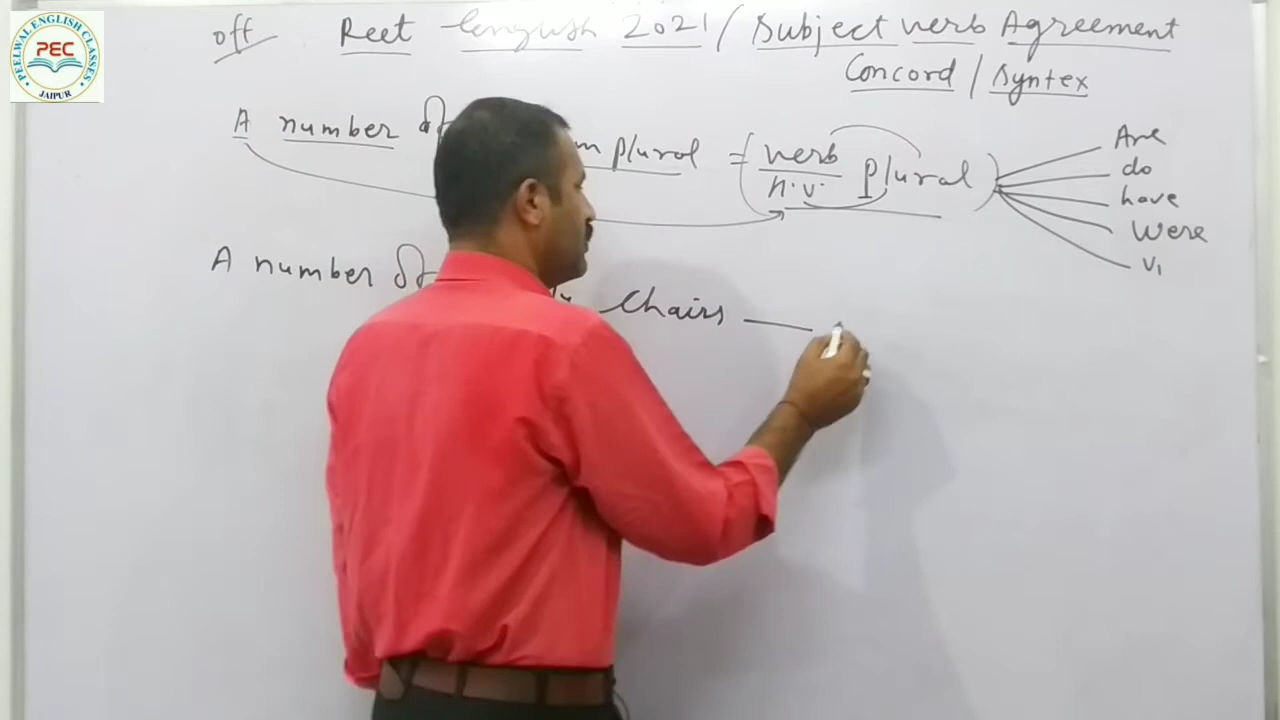 PEELWAL ENGLISH CLASSES
PEC
JAIPUR
off Reet English 2021 / Subject verb Agreement
Concord / Syntex
A number of plural = (verb plural)
h.v.
Are
do
have
Were
V1
A number of Chairs